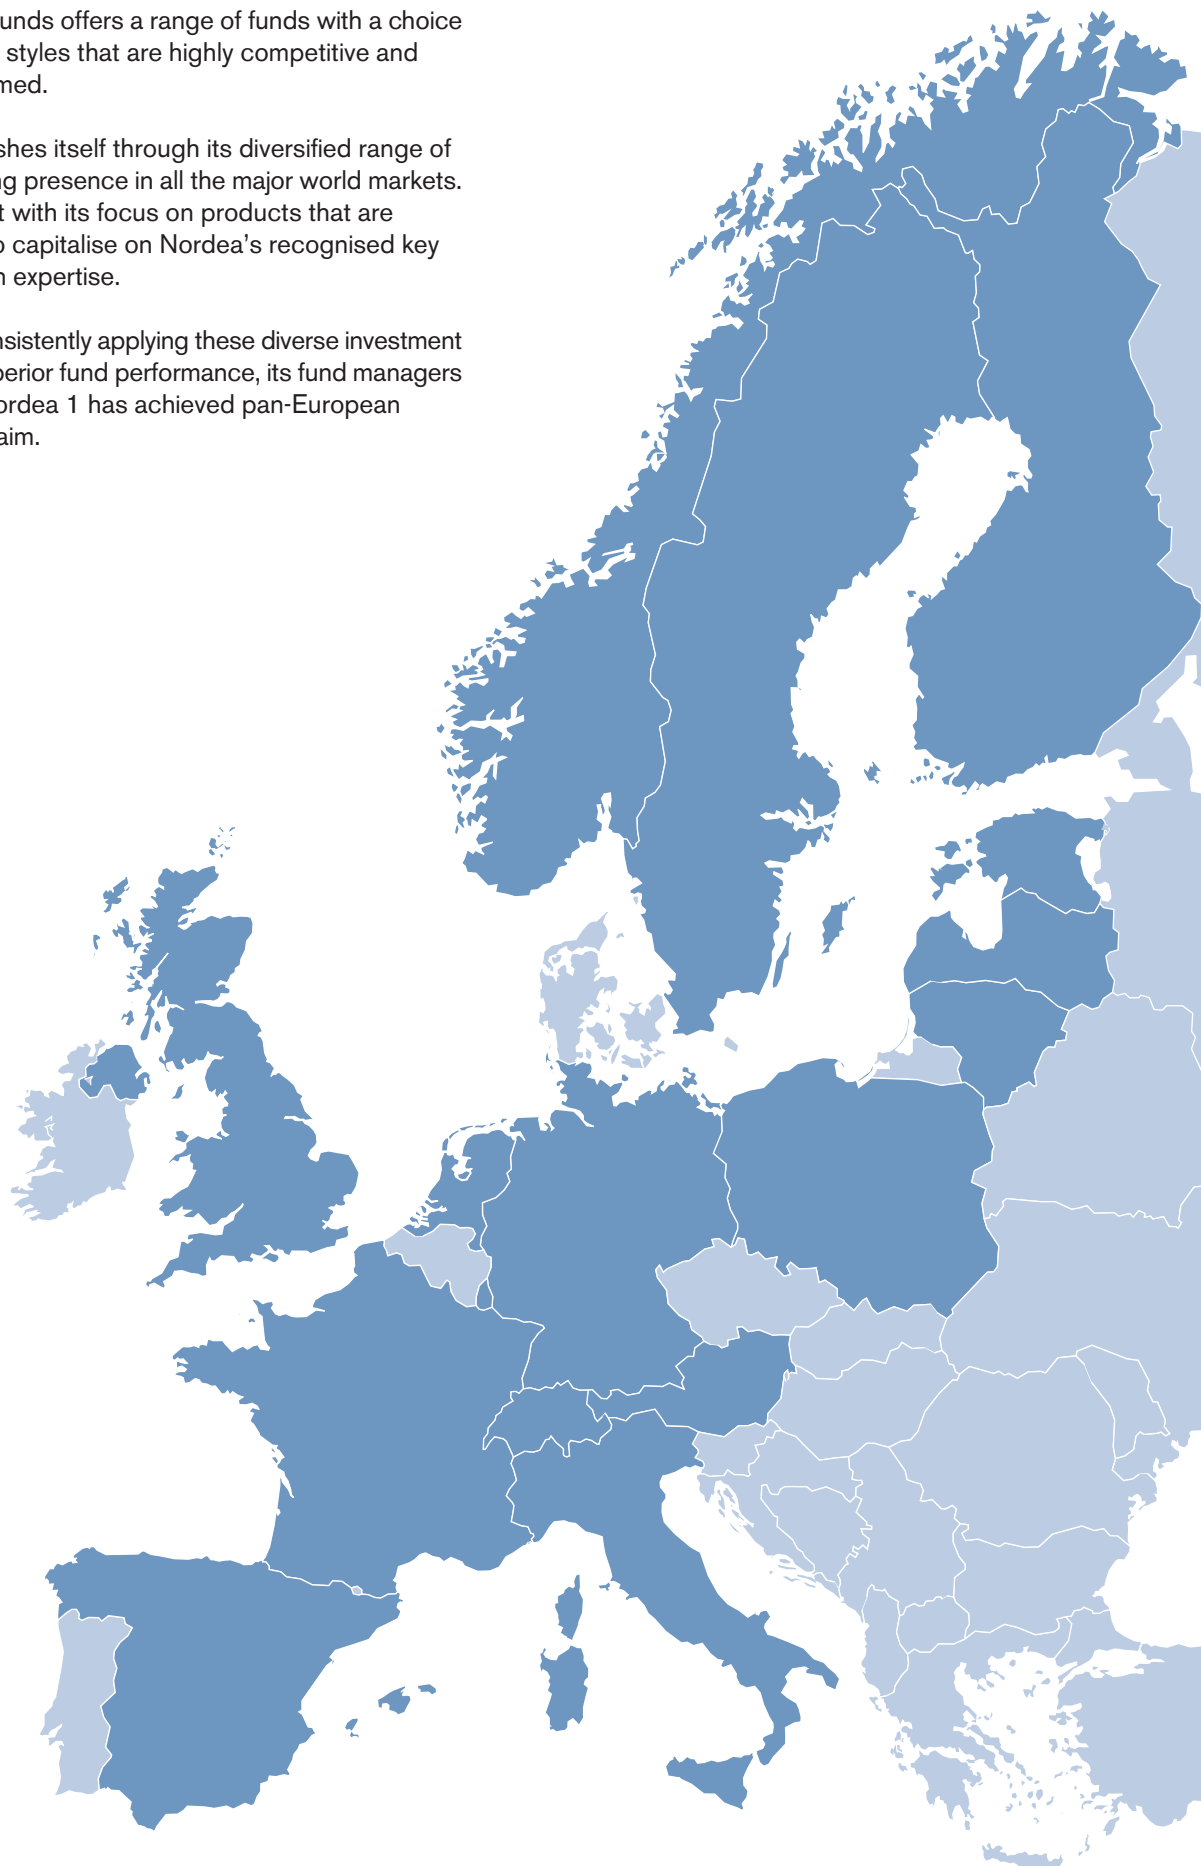 unds offers a range of funds with a choice
styles that are highly competitive and
med.
shes itself through its diversified range of
ng presence in all the major world markets.
t with its focus on products that are
o capitalise on Nordea’s recognised key
n expertise.
nsistently applying these diverse investment
perior fund performance, its fund managers
ordea 1 has achieved pan-European
aim.